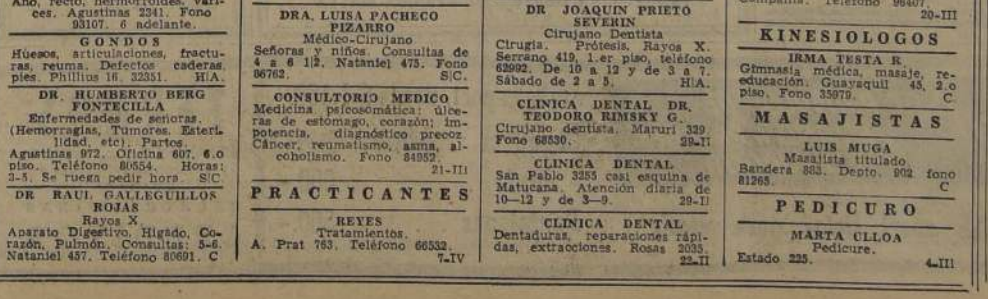 Ano, recto, hemorroides, vári-
ces. Agustinas 2341. Fono
93107. 6 adelante.
GONDOS
Huesos, articulaciones, fractu-
ras, reuma. Defectos caderas,
pies. Phillius 16. 32351. H|A.
DR. HUMBERTO BERG
FONTECILLA
Enfermedades de señoras.
(Hemorragias, Tumores. Esteri-
lidad, etc). Partos.
Agustinas 972. Oficina 607, 6.o
piso. Teléfono 80554. Horas:
3-5. Se ruega pedir hora. S|C.
DR RAUL GALLEGUILLOS
ROJAS
Rayos X
Aparato Digestivo, Hígado, Co-
razón, Pulmón. Consultas: 5-6.
Nataniel 457. Teléfono 80691. C
DRA. LUISA PACHECO
PIZARRO
Médico-Cirujano
Señoras y niños. Consultas de
4 a 6 1|2. Nataniel 475. Fono
86762. S|C.
CONSULTORIO MEDICO
Medicina psicosomática: úlce-
ras de estómago, corazón; im-
potencia, diagnóstico precoz
Cáncer, reumatismo, asma, al-
coholismo. Fono 84952.
21-III
PRACTICANTES
REYES
Tratamientos.
A. Prat 763. Teléfono 66532.
7-IV
DR JOAQUIN PRIETO
SEVERIN
Cirujano Dentista
Cirugía. Prótesis, Rayos X.
Serrano 419, 1.er piso, teléfono
62992. De 10 a 12 y de 3 a 7.
Sábado de 2 a 5. H|A.
CLINICA DENTAL DR.
TEODORO RIMSKY G.
Cirujano dentista. Maruri 329
Fono 68530. 29-II
CLINICA DENTAL
San Pablo 3255 casi esquina de
Matucana. Atención diaria de
10—12 y de 3—9. 29-II
CLINICA DENTAL
Dentaduras, reparaciones rápi-
das, extracciones. Rosas 2035.
22-II
Teléfono 96407.
20-III
KINESIOLOGOS
IRMA TESTA R
Gimnasia médica, masaje, re-
educación. Guayaquil 45, 2.o
piso, Fono 35979. C
MASAJISTAS
LUIS MUGA
Masajista titulado
Bandera 883. Depto. 902 fono
81265. C
PEDICURO
MARTA ULLOA
Pedicure.
Estado 225. 4-III